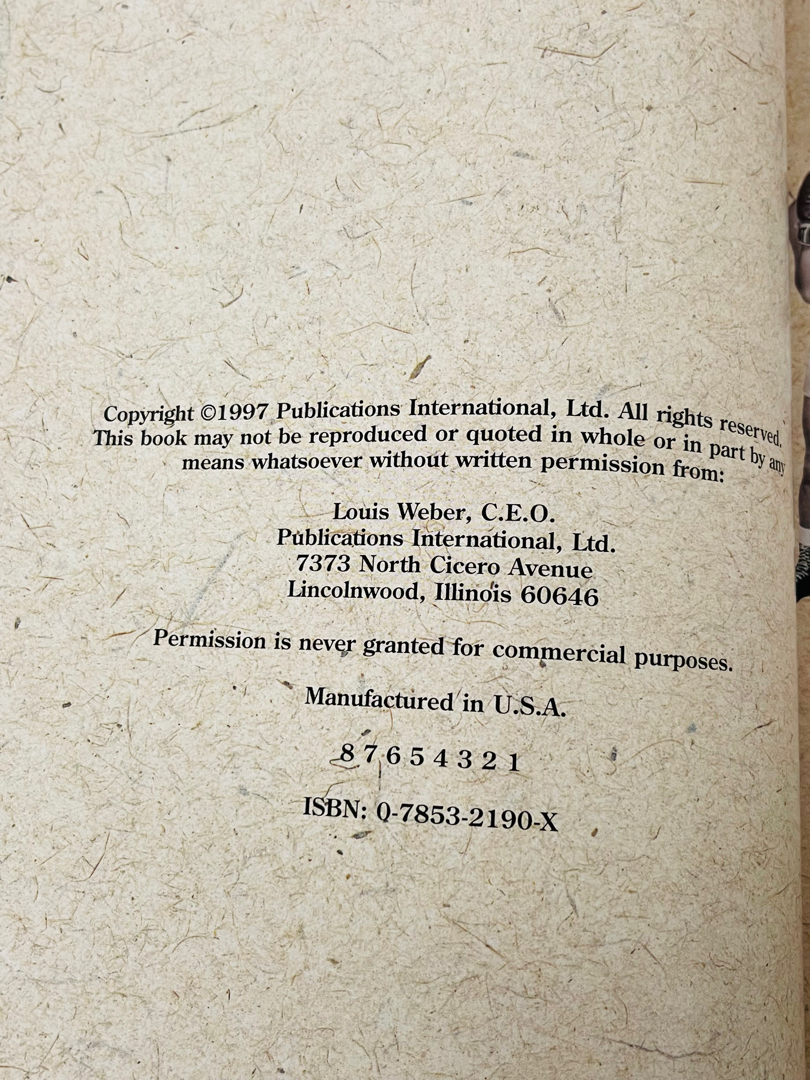 Copyright ©1997 Publications International, Ltd. All rights reserved.
This book may not be reproduced or quoted in whole or in part by any
means whatsoever without written permission from:
Louis Weber, C.E.O.
Publications International, Ltd.
7373 North Cicero Avenue
Lincolnwood, Illinois 60646
Permission is never granted for commercial purposes.
Manufactured in U.S.A.
8 7 6 5 4 3 2 1
ISBN: 0-7853-2190-X